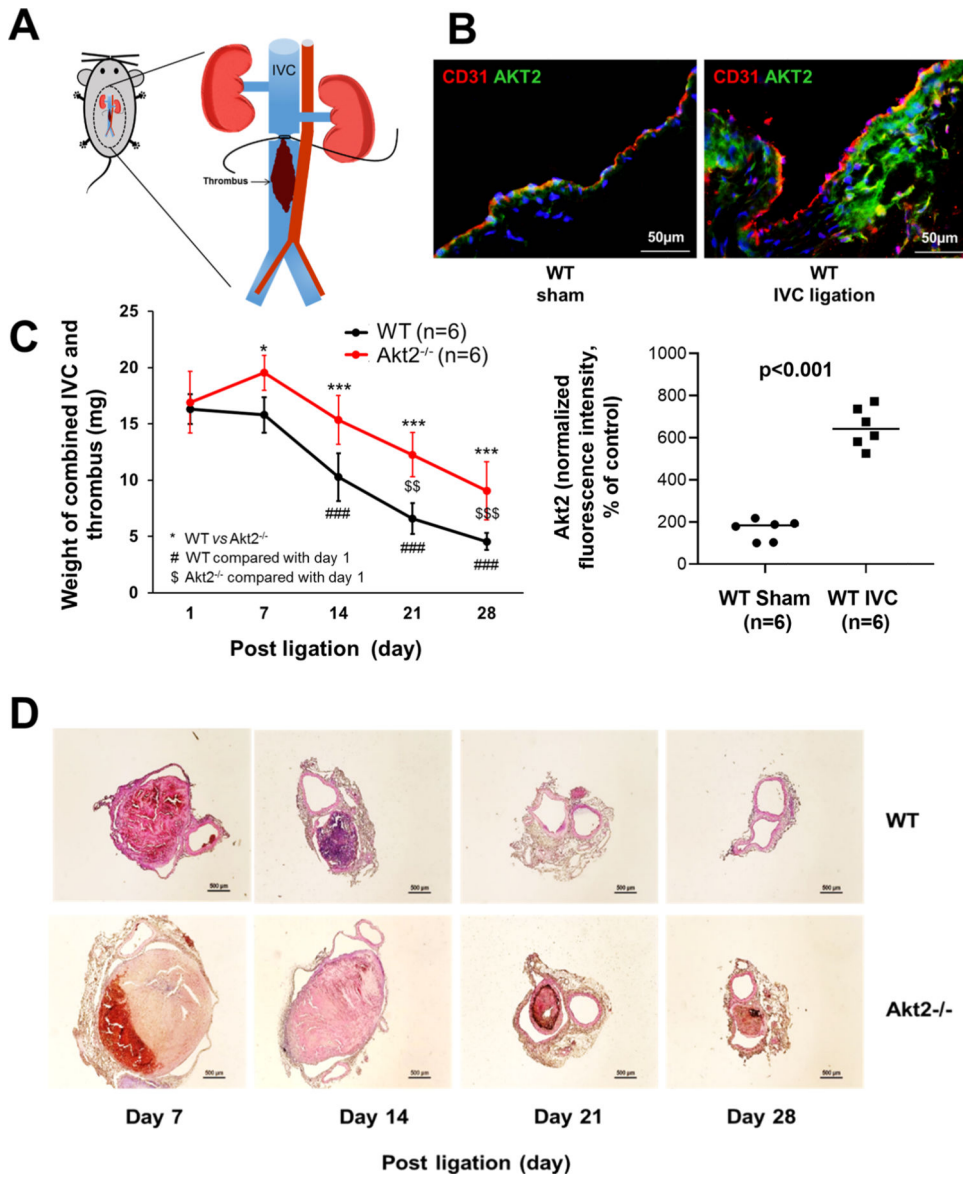 A
IVC
Thrombus
B
CD31 AKT2
50µm
WT
sham
CD31 AKT2
50µm
WT
IVC ligation
C
Weight of combined IVC and
thrombus (mg)
25
20
15
10
5
0
WT (n=6)
Akt2-/- (n=6)
*
***
***
***
$$
$$$
###
###
###
* WT vs Akt2-/-
# WT compared with day 1
$ Akt2-/- compared with day 1
1 7 14 21 28
Post ligation (day)
Akt2 (normalized
fluorescence intensity,
% of control)
1000
800
600
400
200
0
p<0.001
WT Sham
(n=6)
WT IVC
(n=6)
D
500 µm
500 µm
500 µm
500 µm
WT
500 µm
500 µm
500 µm
500 µm
Akt2-/-
Day 7 Day 14 Day 21 Day 28
Post ligation (day)